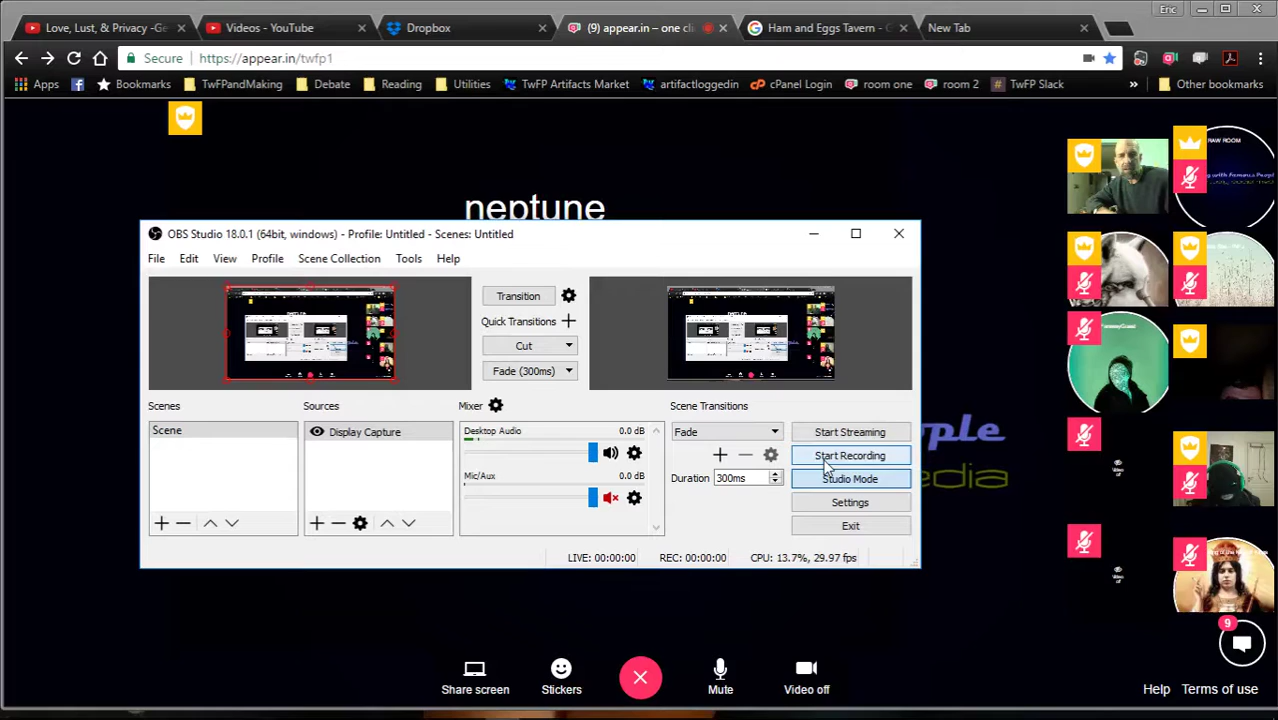 Eric
Love, Lust, & Privacy -Ge
Videos - YouTube
Dropbox
(9) appear.in – one cli
Ham and Eggs Tavern - G
New Tab
Secure
https://appear.in/twfp1
Apps
Bookmarks
TwFPandMaking
Debate
Reading
Utilities
TwFP Artifacts Market
artifactloggedin
cPanel Login
room one
room 2
TwFP Slack
»
Other bookmarks
RAW ROOM
neptune
OBS Studio 18.0.1 (64bit, windows) - Profile: Untitled - Scenes: Untitled
File Edit View Profile Scene Collection Tools Help
Transition
Quick Transitions
Cut
Fade (300ms)
Scenes
Sources
Mixer
Scene Transitions
Scene
Display Capture
Desktop Audio 0.0 dB
Mic/Aux 0.0 dB
Fade
Duration 300ms
Start Streaming
Start Recording
Studio Mode
Settings
Exit
LIVE: 00:00:00
REC: 00:00:00
CPU: 13.7%, 29.97 fps
ople
edia
Share screen
Stickers
Mute
Video off
9
Help
Terms of use